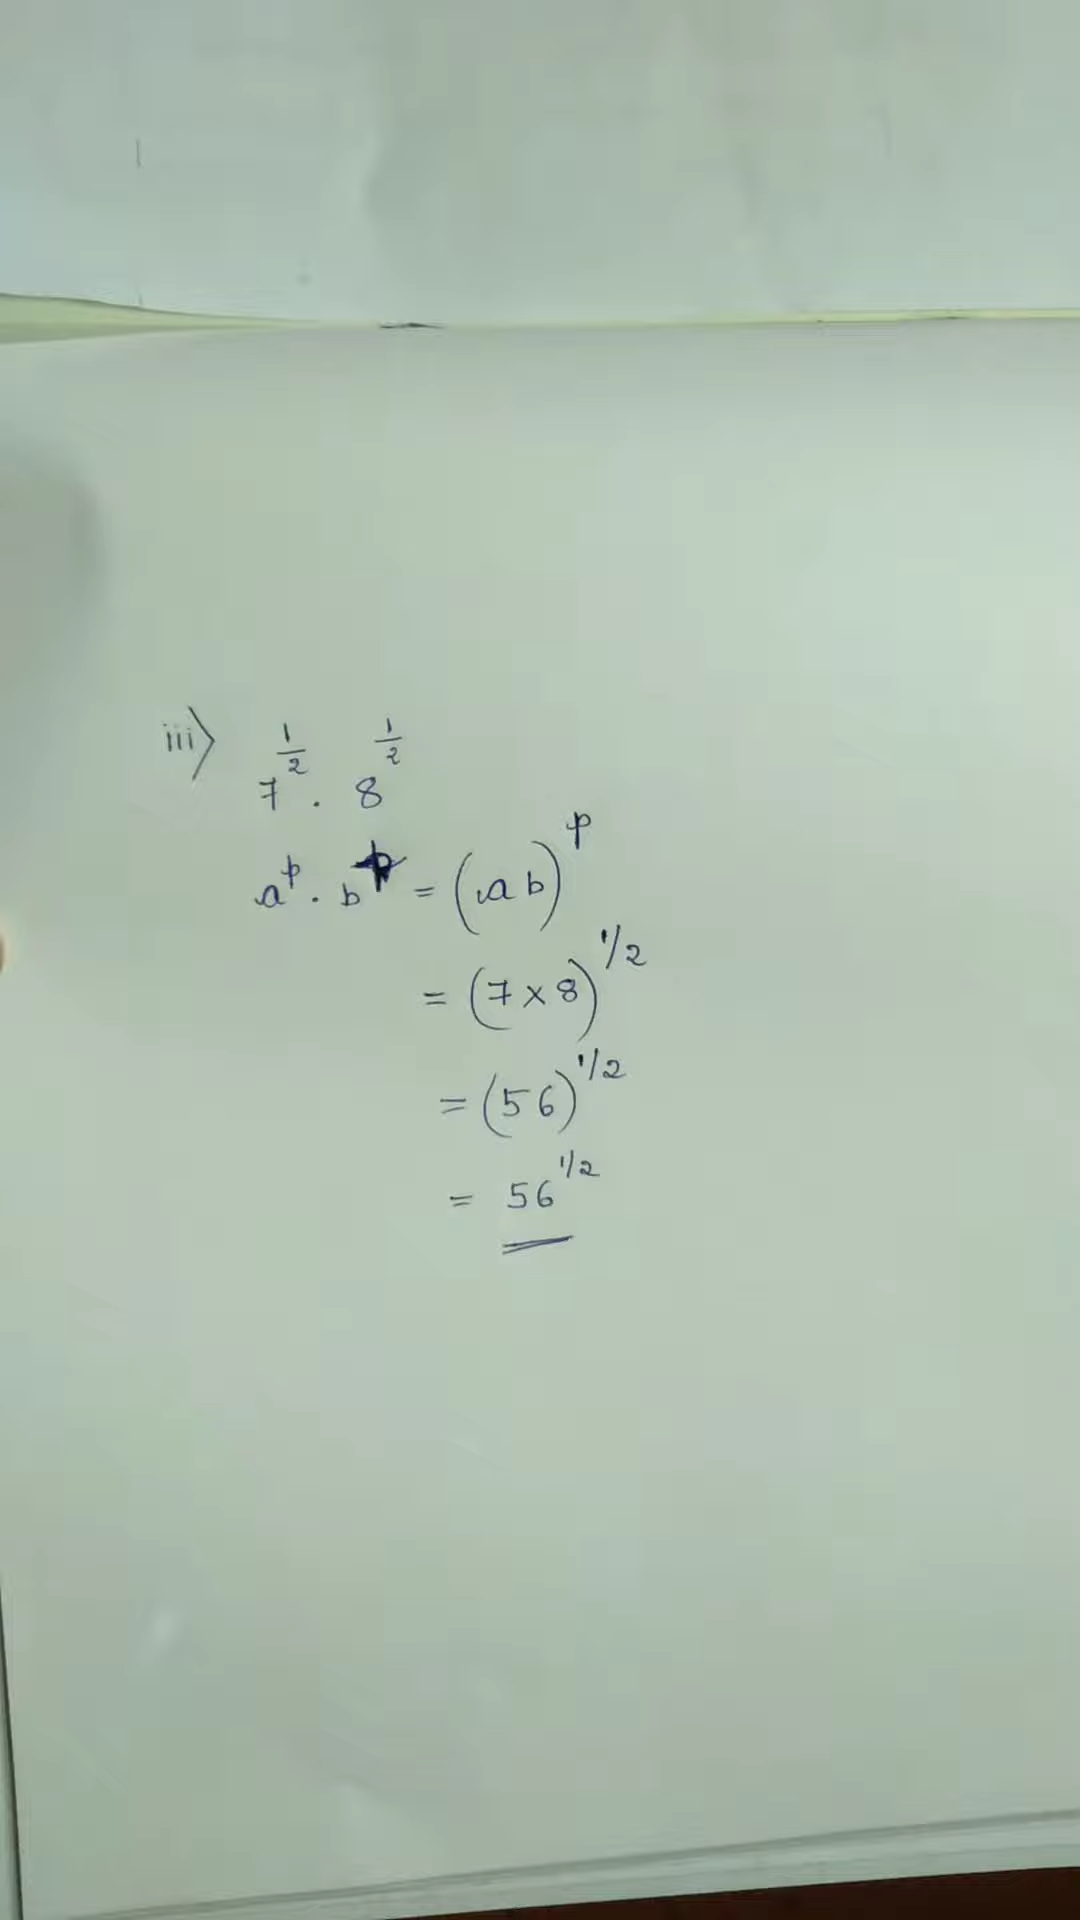 iii) 7^{1/2} . 8^{1/2}
a^p . b^p = (ab)^p
= (7 × 8)^{1/2}
= (56)^{1/2}
= 56^{1/2}